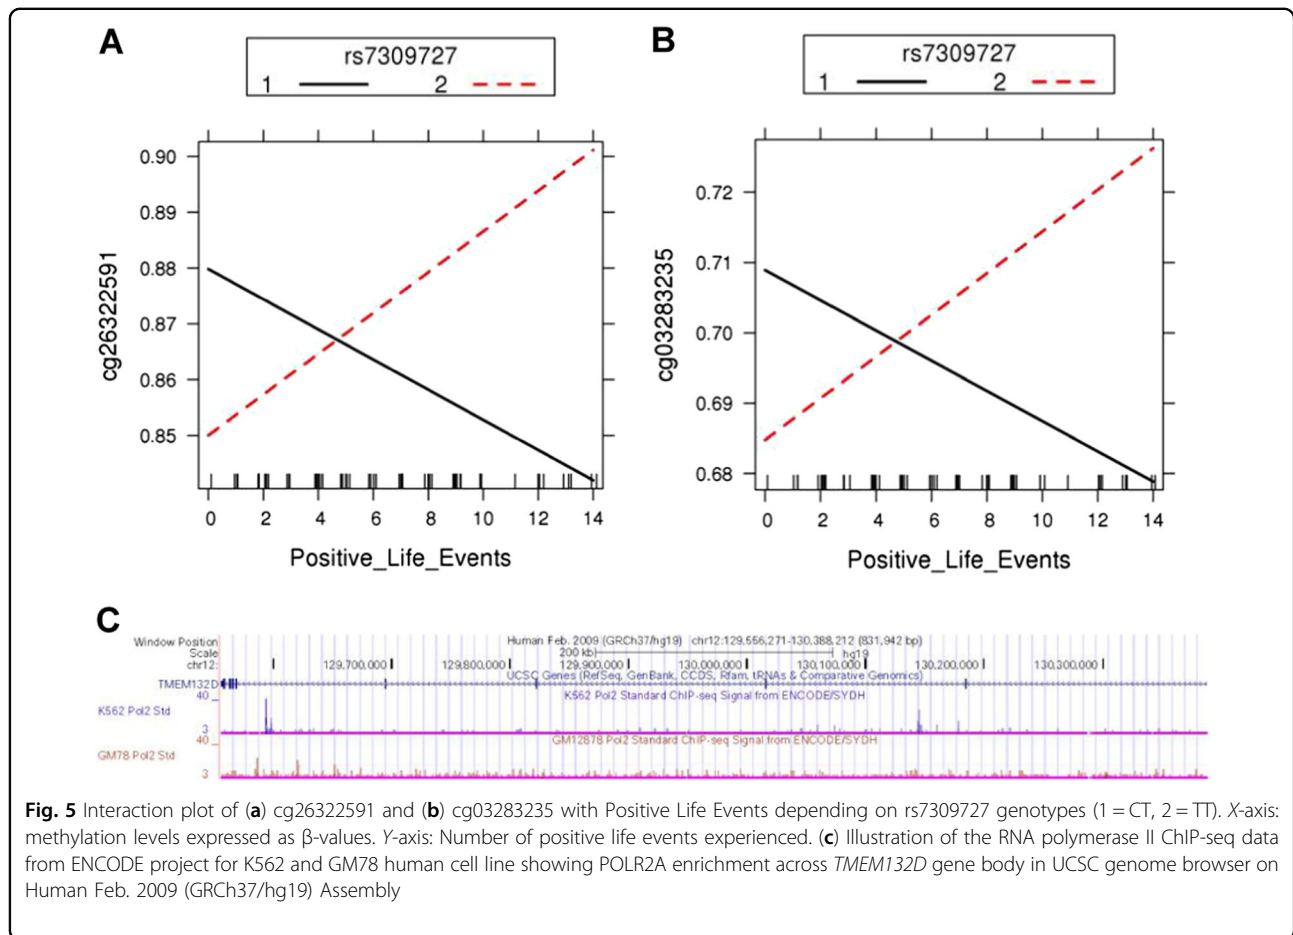 A
rs7309727
1 2
0.90
0.89
0.88
0.87
0.86
0.85
cg26322591
0 2 4 6 8 10 12 14
Positive_Life_Events
B
rs7309727
1 2
0.72
0.71
0.70
0.69
0.68
cg03283235
0 2 4 6 8 10 12 14
Positive_Life_Events
C
Window Position Human Feb. 2009 (GRCh37/hg19) chr12:129,556,271-130,388,212 (831,942 bp)
Scale 200 kb hg19
chr12: 129,700,000 129,800,000 129,900,000 130,000,000 130,100,000 130,200,000 130,300,000
UCSC Genes (RefSeq, GenBank, CCDS, Rfam, tRNAs & Comparative Genomics)
TMEM132D
K562 Pol2 Standard ChIP-seq Signal from ENCODE/SYDH
40
K562 Pol2 Std
3
GM12878 Pol2 Standard ChIP-seq Signal from ENCODE/SYDH
40
GM78 Pol2 Std
3
Fig. 5 Interaction plot of (a) cg26322591 and (b) cg03283235 with Positive Life Events depending on rs7309727 genotypes (1 = CT, 2 = TT). X-axis:
methylation levels expressed as β-values. Y-axis: Number of positive life events experienced. (c) Illustration of the RNA polymerase II ChIP-seq data
from ENCODE project for K562 and GM78 human cell line showing POLR2A enrichment across TMEM132D gene body in UCSC genome browser on
Human Feb. 2009 (GRCh37/hg19) Assembly